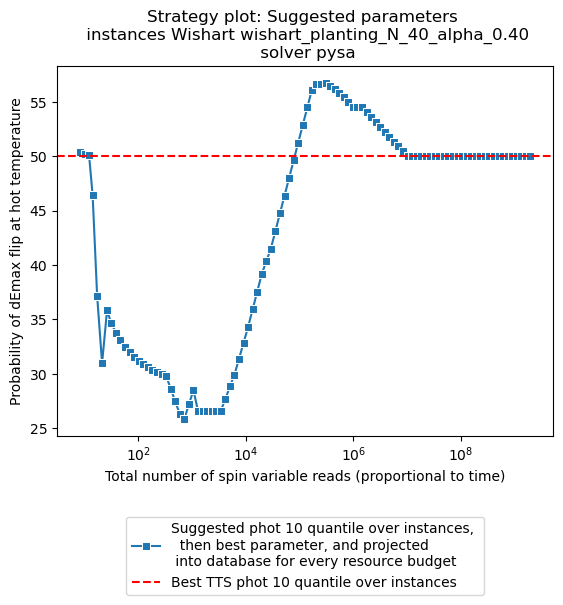 Strategy plot: Suggested parameters
instances Wishart wishart_planting_N_40_alpha_0.40
solver pysa
Probability of dEmax flip at hot temperature
55
50
45
40
35
30
25
10^2
10^4
10^6
10^8
Total number of spin variable reads (proportional to time)
Suggested phot 10 quantile over instances,
then best parameter, and projected
into database for every resource budget
Best TTS phot 10 quantile over instances